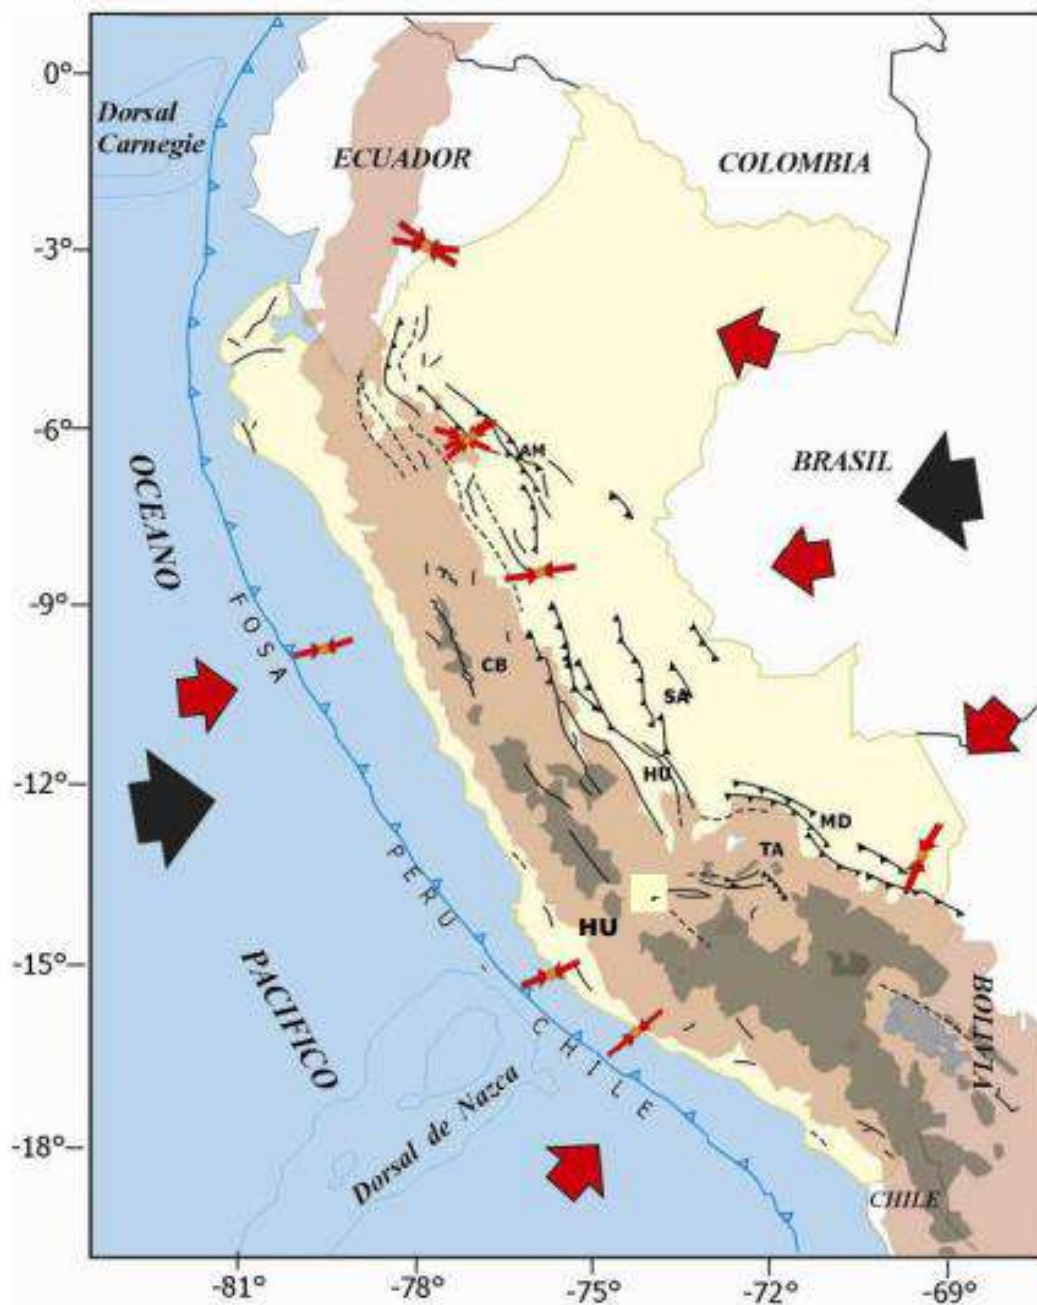 0°
Dorsal
Carnegie
ECUADOR
COLOMBIA
-3°
-6°
AM
BRASIL
OCEANO
-9°
FOSA
CB
SA
-12°
HU
MD
PERU
TA
HU
-15°
PACIFICO
BOLIVIA
CHILE
Dorsal de Nazca
-18°
CHILE
-81°
-78°
-75°
-72°
-69°